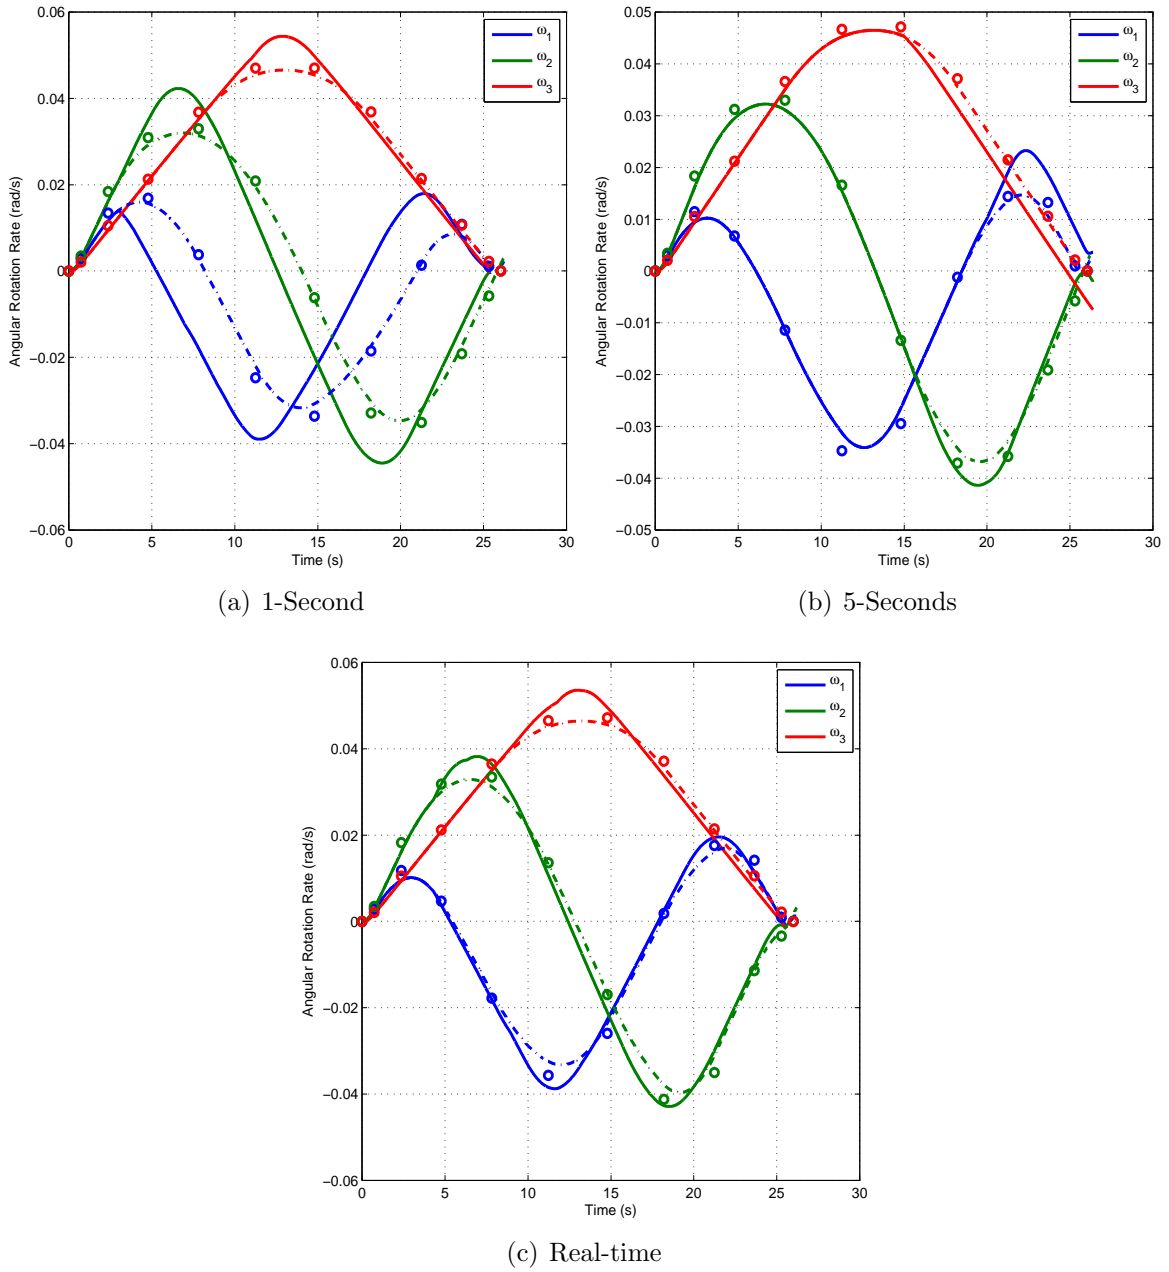 0.06
0.04
0.02
0
−0.02
−0.04
−0.06
Angular Rotation Rate (rad/s)
0 5 10 15 20 25 30
Time (s)
ω1
ω2
ω3
(a) 1-Second
0.05
0.04
0.03
0.02
0.01
0
−0.01
−0.02
−0.03
−0.04
−0.05
Angular Rotation Rate (rad/s)
0 5 10 15 20 25 30
Time (s)
ω1
ω2
ω3
(b) 5-Seconds
0.06
0.04
0.02
0
−0.02
−0.04
−0.06
Angular Rotation Rate (rad/s)
0 5 10 15 20 25 30
Time (s)
ω1
ω2
ω3
(c) Real-time